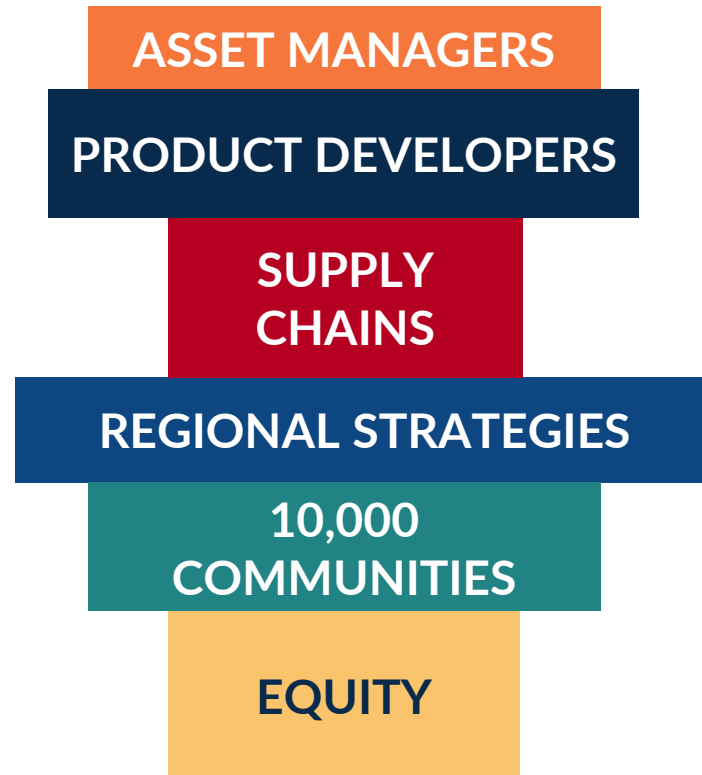 ASSET MANAGERS
PRODUCT DEVELOPERS
SUPPLY
CHAINS
REGIONAL STRATEGIES
10,000
COMMUNITIES
EQUITY